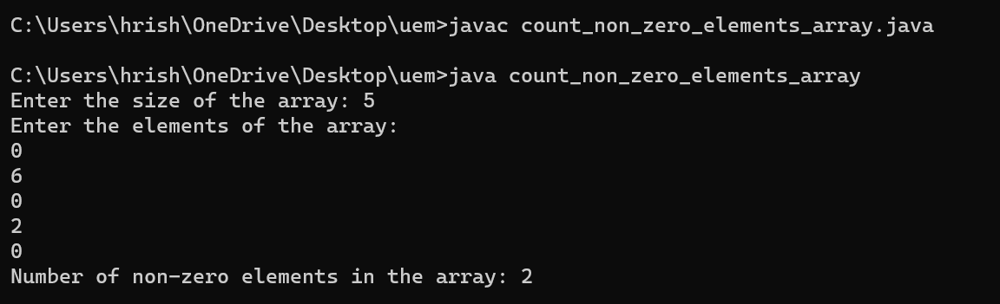 C:\Users\hrish\OneDrive\Desktop\uem>javac count_non_zero_elements_array.java
C:\Users\hrish\OneDrive\Desktop\uem>java count_non_zero_elements_array
Enter the size of the array: 5
Enter the elements of the array:
0
6
0
2
0
Number of non-zero elements in the array: 2